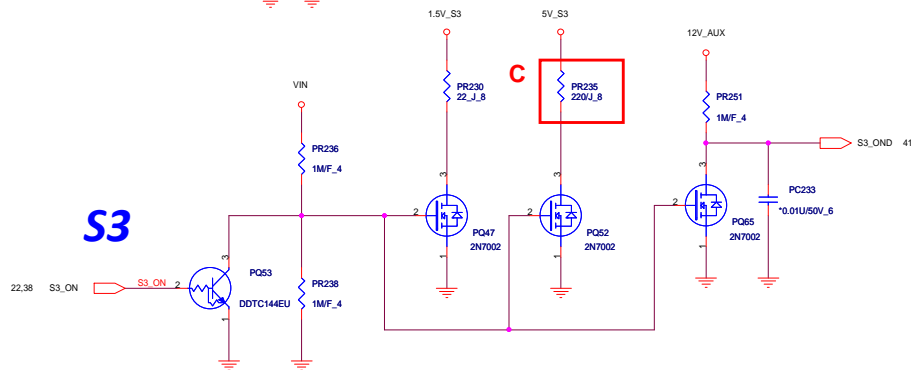 1.5V_S3
5V_S3
12V_AUX
VIN
C
PR230
22_J_8
PR235
220/J_8
PR251
1M/F_4
PR236
1M/F_4
3
3
3
S3_OND 41
PC233
*0.01U/50V_6
2
2
2
PQ47
2N7002
PQ52
2N7002
PQ65
2N7002
1
1
1
S3
3
PQ53
DDTC144EU
PR238
1M/F_4
22,38 S3_ON
S3_ON
2
1